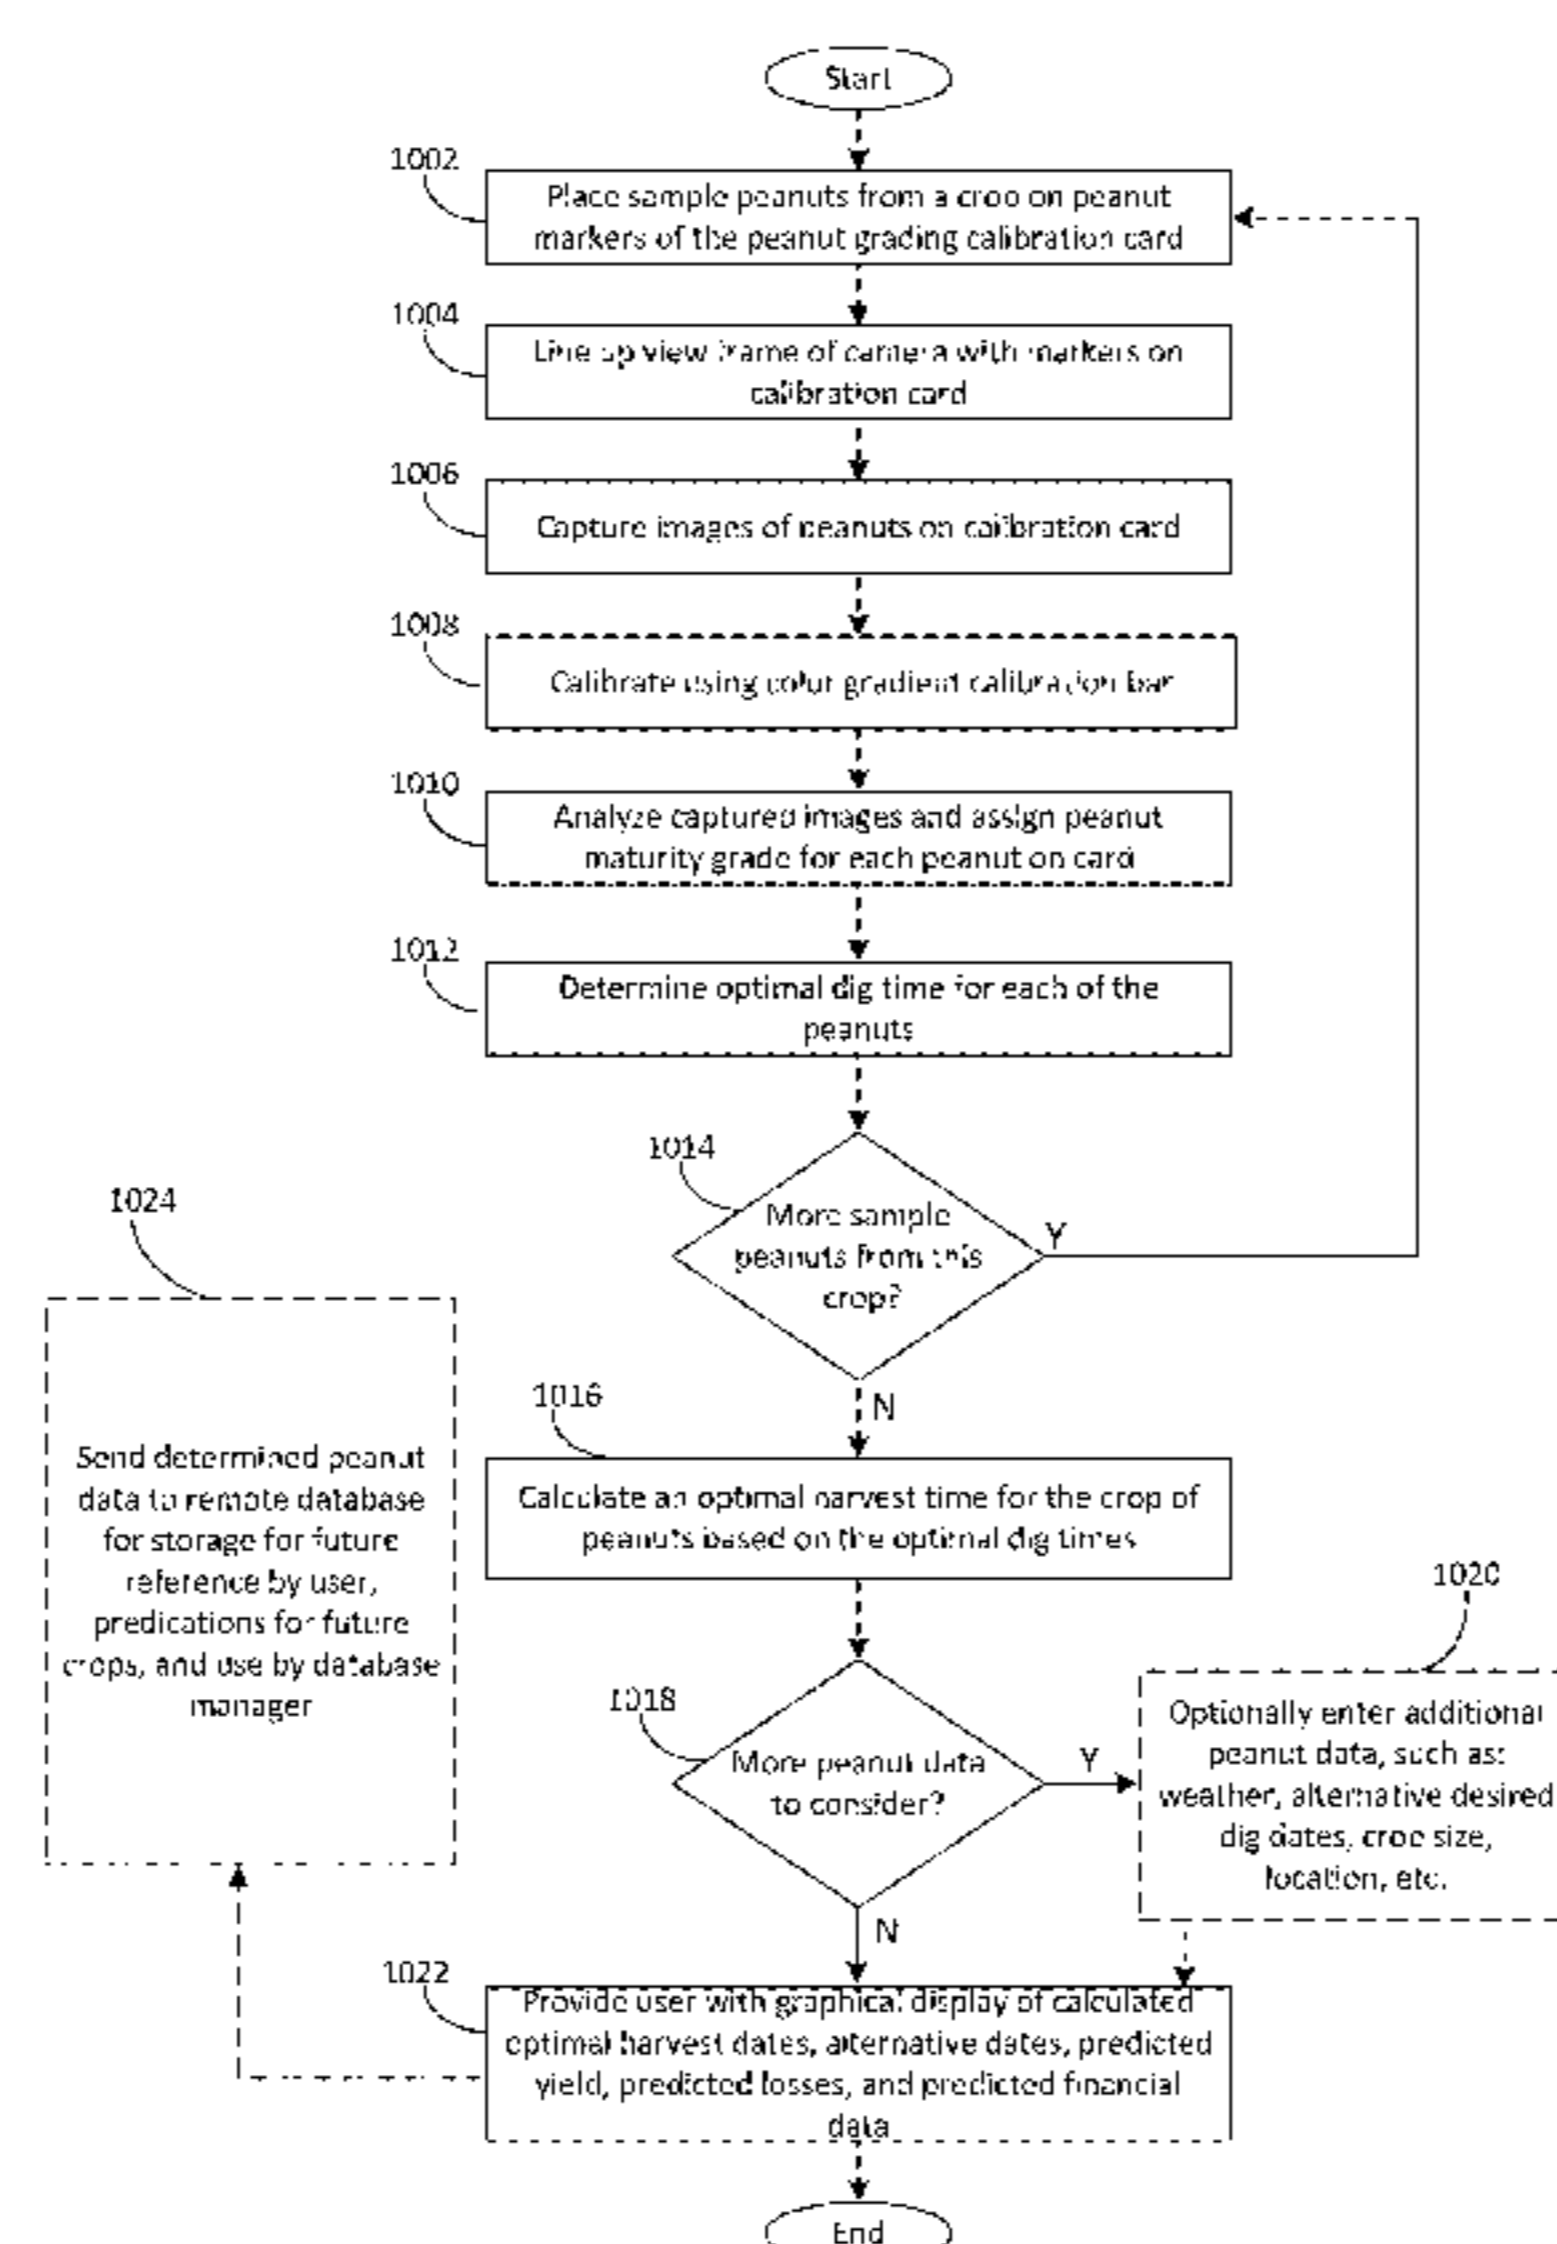 Start
1002
Place sample peanuts from a crop on peanut
markers of the peanut grading calibration card
1004
Line up view frame of camera with markers on
calibration card
1006
Capture images of peanuts on calibration card
1008
Calibrate using color gradient calibration bar
1010
Analyze captured images and assign peanut
maturity grade for each peanut on card
1012
Determine optimal dig time for each of the
peanuts
1014
More sample
peanuts from this
crop?
Y
N
1016
Calculate an optimal harvest time for the crop of
peanuts based on the optimal dig times
1018
More peanut data
to consider?
Y
N
1020
Optionally enter additional
peanut data, such as:
weather, alternative desired
dig dates, crop size,
location, etc.
1022
Provide user with graphical display of calculated
optimal harvest dates, alternative dates, predicted
yield, predicted losses, and predicted financial
data
1024
Send determined peanut
data to remote database
for storage for future
reference by user,
predications for future
crops, and use by database
manager
End